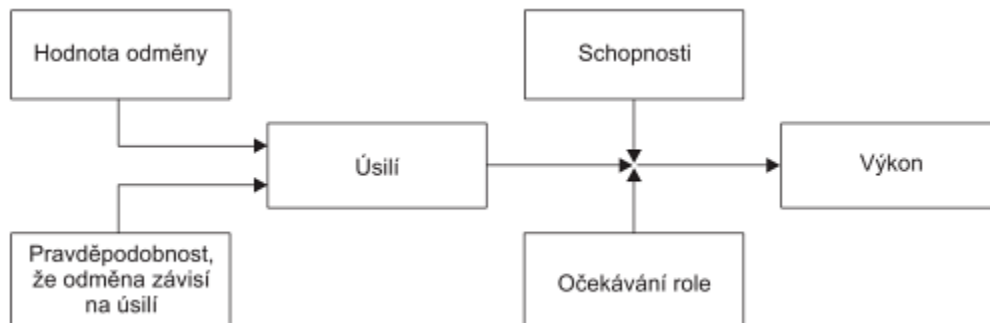 Hodnota odměny
Schopnosti
Úsilí
Výkon
Pravděpodobnost,
že odměna závisí
na úsilí
Očekávání role